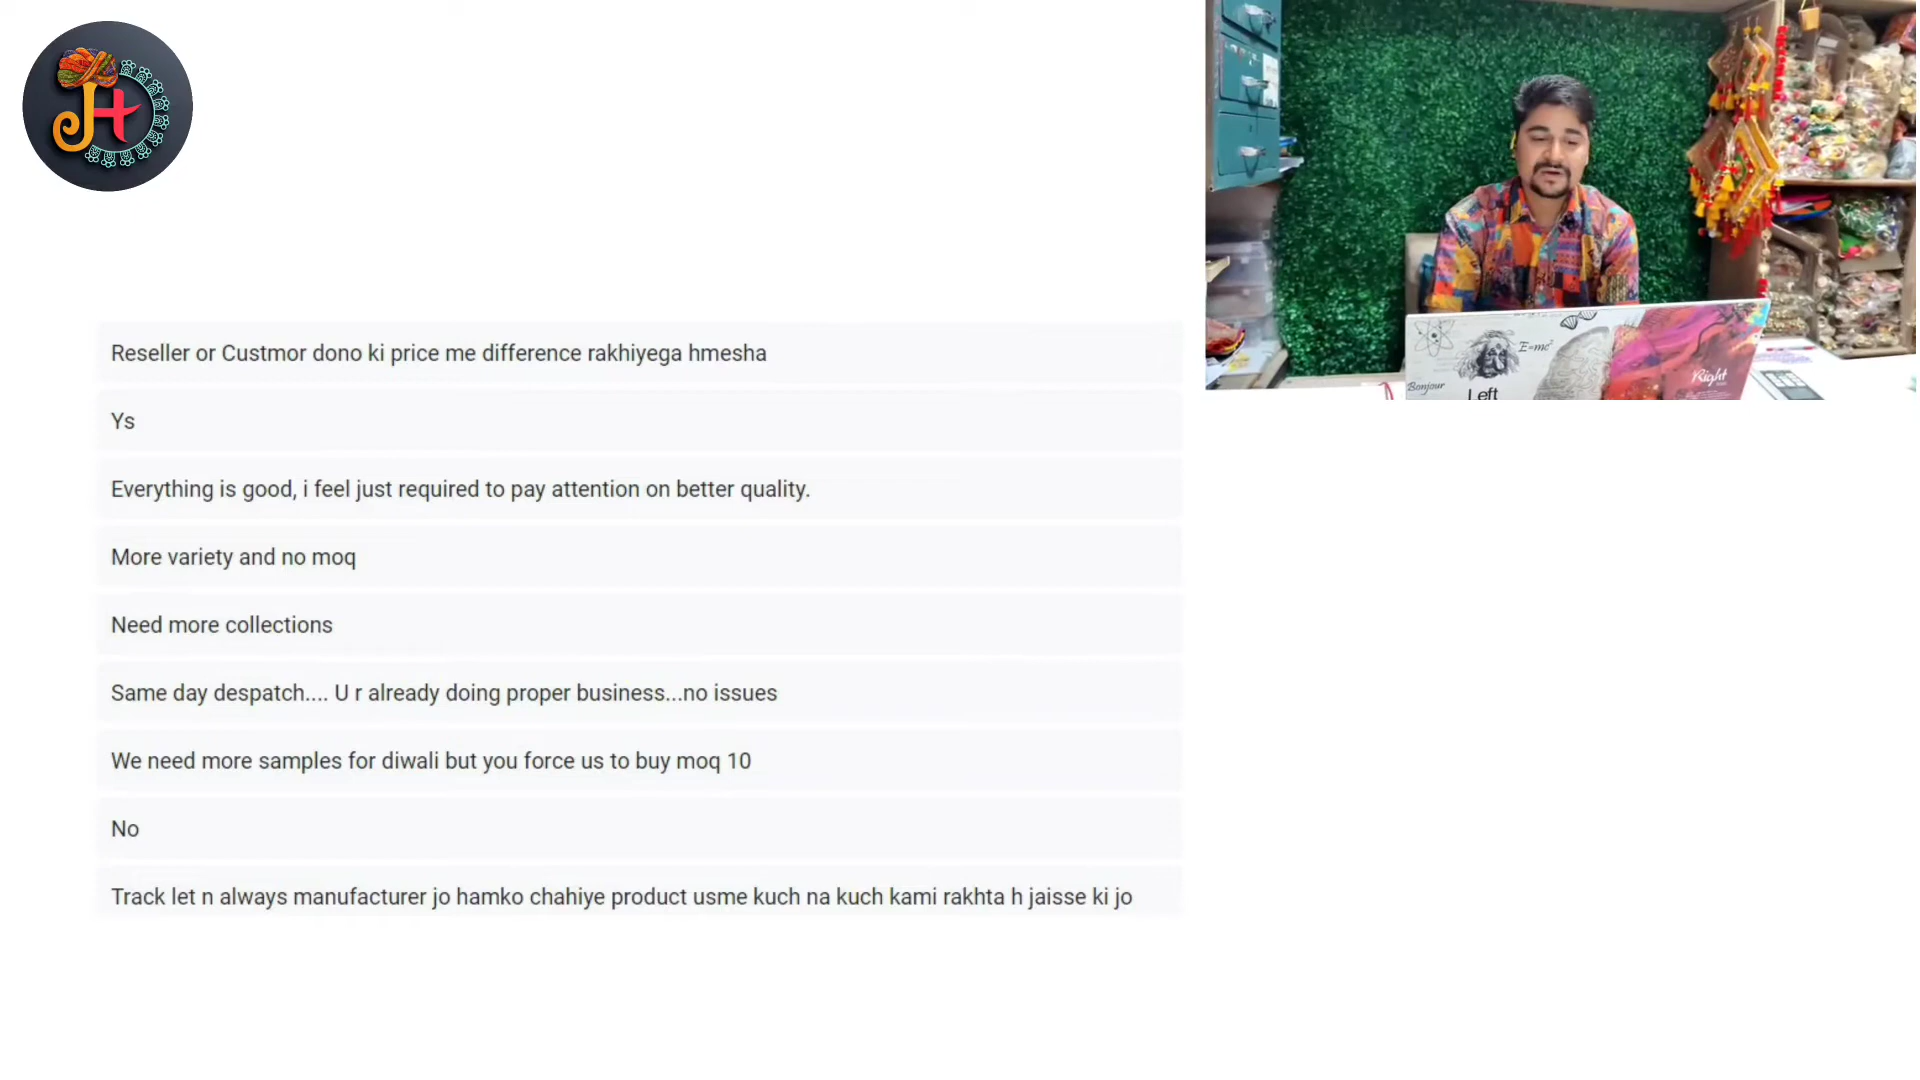 JH
Reseller or Custmor dono ki price me difference rakhiyega hmesha
Ys
Everything is good, i feel just required to pay attention on better quality.
More variety and no moq
Need more collections
Same day despatch.... U r already doing proper business...no issues
We need more samples for diwali but you force us to buy moq 10
No
Track let n always manufacturer jo hamko chahiye product usme kuch na kuch kami rakhta h jaisse ki jo
E=mc²
Bonjour
Left
Right